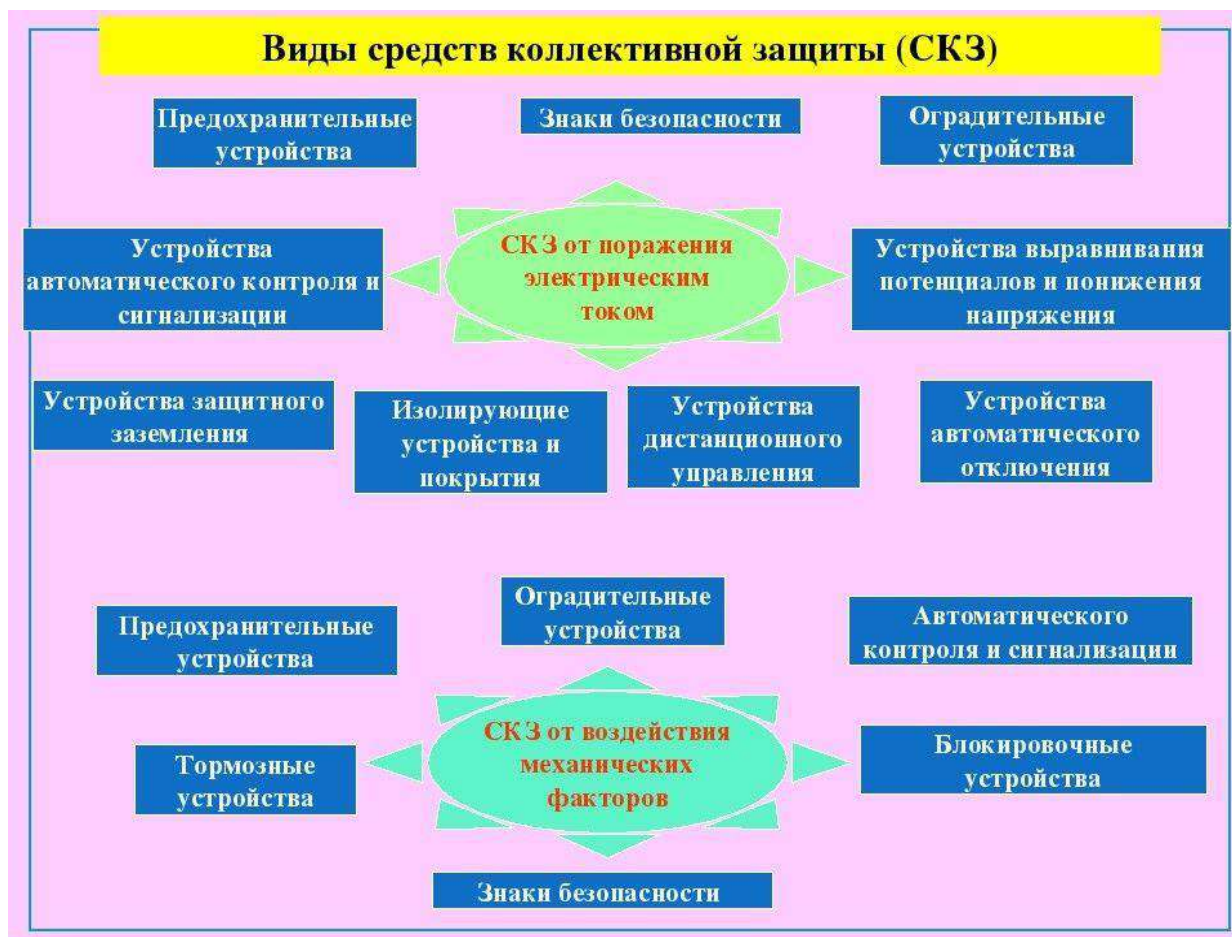 Виды средств коллективной защиты (СКЗ)
Предохранительные
устройства
Знаки безопасности
Оградительные
устройства
Устройства
автоматического контроля и
сигнализации
СКЗ от поражения
электрическим
током
Устройства выравнивания
потенциалов и понижения
напряжения
Устройства защитного
заземления
Изолирующие
устройства и
покрытия
Устройства
дистанционного
управления
Устройства
автоматического
отключения
Предохранительные
устройства
Оградительные
устройства
Автоматического
контроля и сигнализации
Тормозные
устройства
СКЗ от воздействия
механических
факторов
Блокировочные
устройства
Знаки безопасности